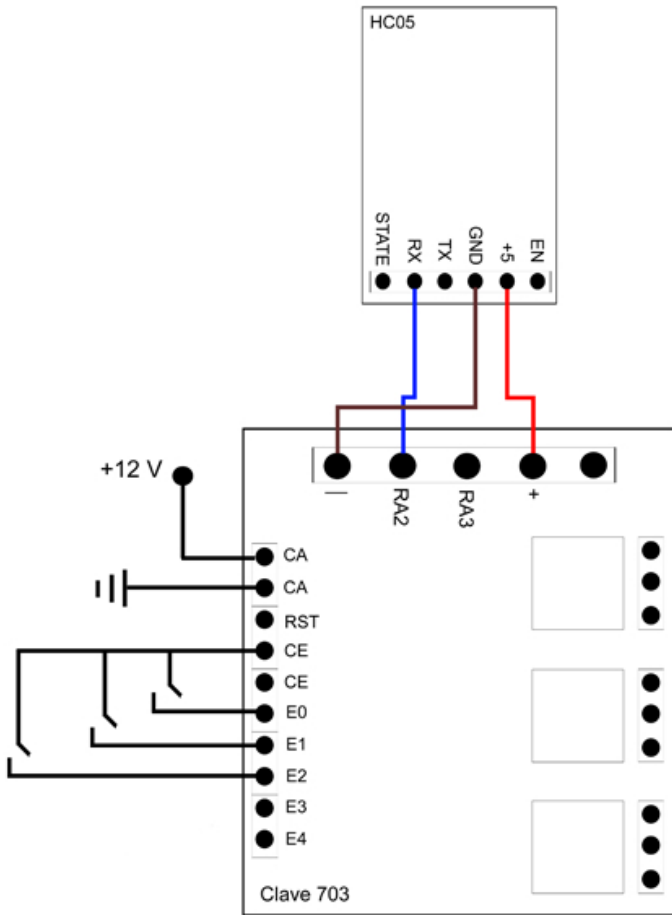 HC05
STATE
RX
TX
GND
+5
EN
+12 V
—
RA2
RA3
+
CA
CA
RST
CE
CE
E0
E1
E2
E3
E4
Clave 703